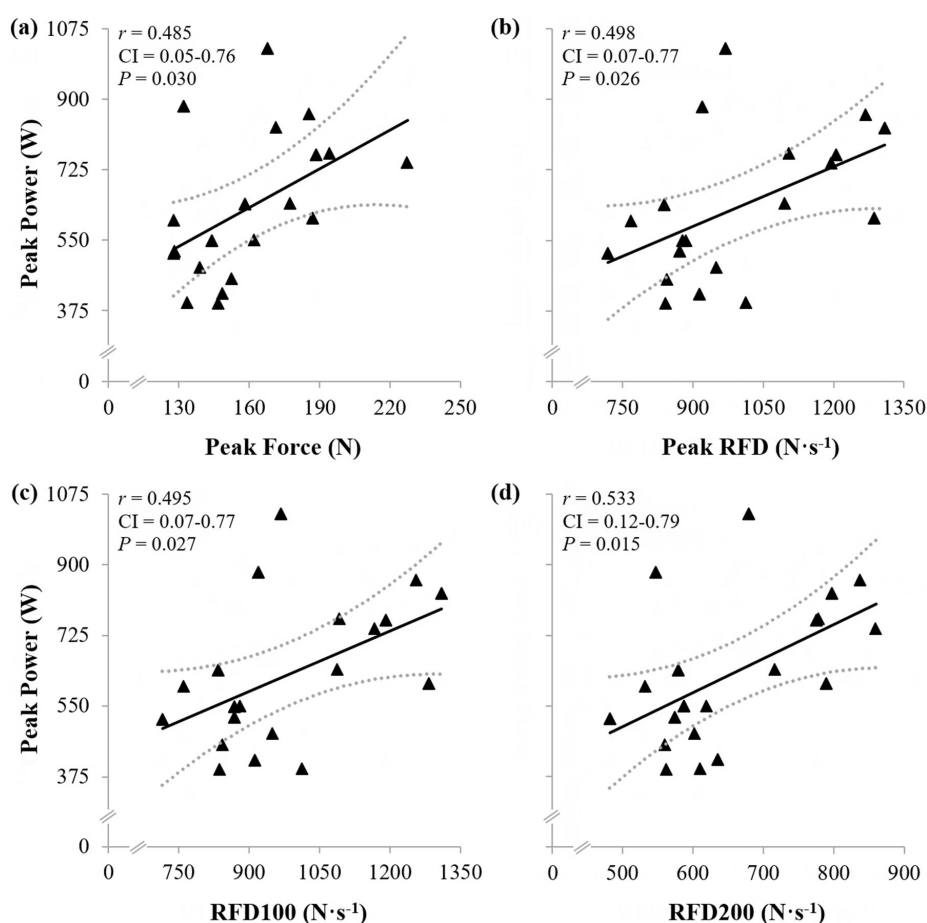 (a)
r = 0.485
CI = 0.05-0.76
P = 0.030
1075
900
725
550
375
0
Peak Power (W)
0 130 160 190 220 250
Peak Force (N)
(b)
r = 0.498
CI = 0.07-0.77
P = 0.026
0 750 900 1050 1200 1350
Peak RFD (N·s-1)
(c)
r = 0.495
CI = 0.07-0.77
P = 0.027
1075
900
725
550
375
0
Peak Power (W)
0 750 900 1050 1200 1350
RFD100 (N·s-1)
(d)
r = 0.533
CI = 0.12-0.79
P = 0.015
0 500 600 700 800 900
RFD200 (N·s-1)